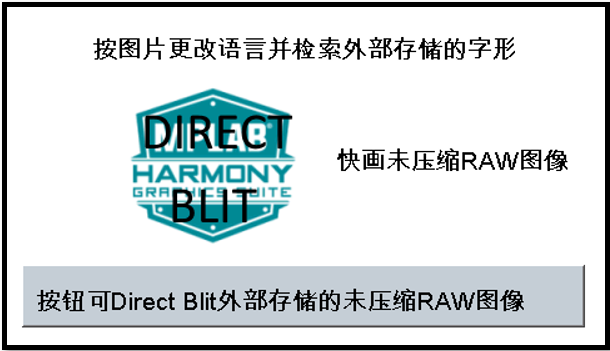 按图片更改语言并检索外部存储的字形
DIRECT
MPLAB®
HARMONY
GRAPHICS SUITE
BLIT
快画未压缩RAW图像
按钮可Direct Blit外部存储的未压缩RAW图像